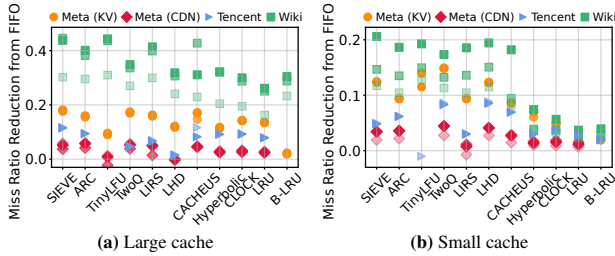 Meta (KV) Meta (CDN) Tencent Wiki
Miss Ratio Reduction from FIFO
0.4
0.2
0.0
SIEVE ARC TinyLFU TwoQ LIRS LHD CACHEUS Hyperbolic CLOCK LRU B-LRU
(a) Large cache
Meta (KV) Meta (CDN) Tencent Wiki
Miss Ratio Reduction from FIFO
0.2
0.1
0.0
SIEVE ARC TinyLFU TwoQ LIRS LHD CACHEUS Hyperbolic CLOCK LRU B-LRU
(b) Small cache